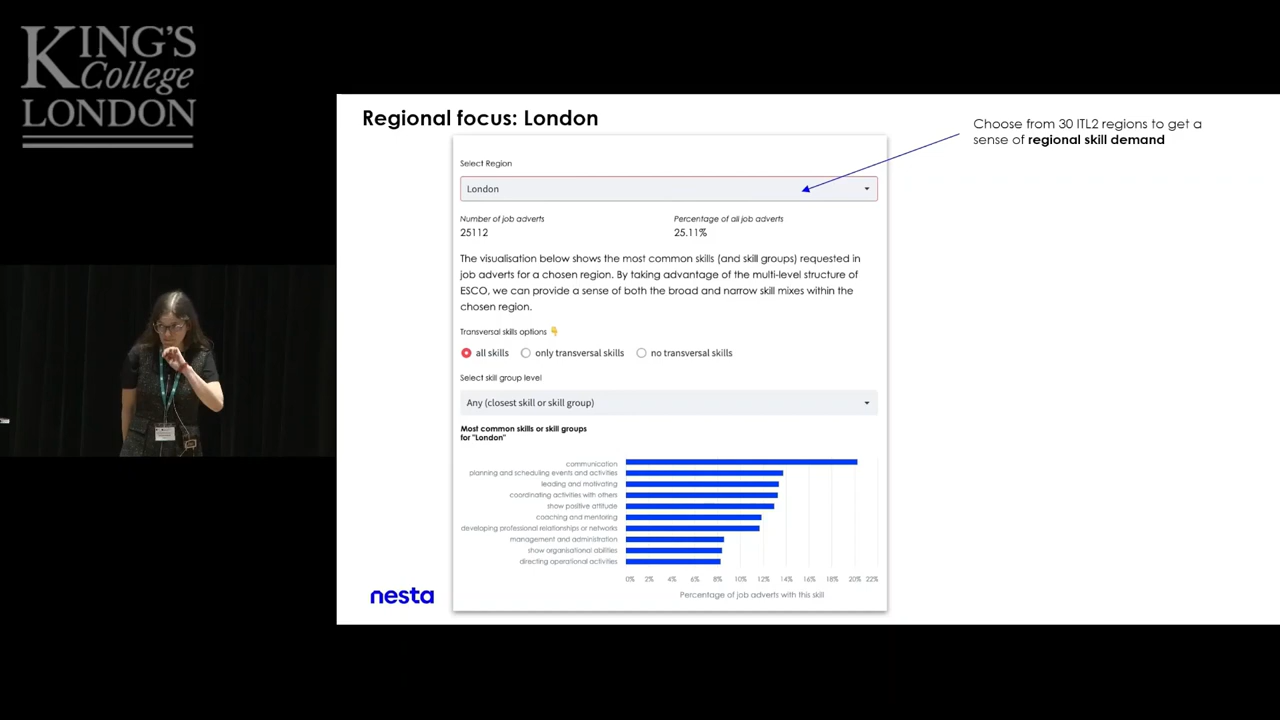 KING'S
College
LONDON
Regional focus: London
Choose from 30 ITL2 regions to get a
sense of regional skill demand
Select Region
London
Number of job adverts
Percentage of all job adverts
25112
25.11%
The visualisation below shows the most common skills (and skill groups) requested in
job adverts for a chosen region. By taking advantage of the multi-level structure of
ESCO, we can provide a sense of both the broad and narrow skill mixes within the
chosen region.
Transversal skills options 👇
all skills
only transversal skills
no transversal skills
Select skill group level
Any (closest skill or skill group)
Most common skills or skill groups
for "London"
communication
planning and scheduling events and activities
leading and motivating
coordinating activities with others
show positive attitude
coaching and mentoring
developing professional relationships or networks
management and administration
show organisational abilities
directing operational activities
0% 2% 4% 6% 8% 10% 12% 14% 16% 18% 20% 22%
Percentage of job adverts with this skill
nesta